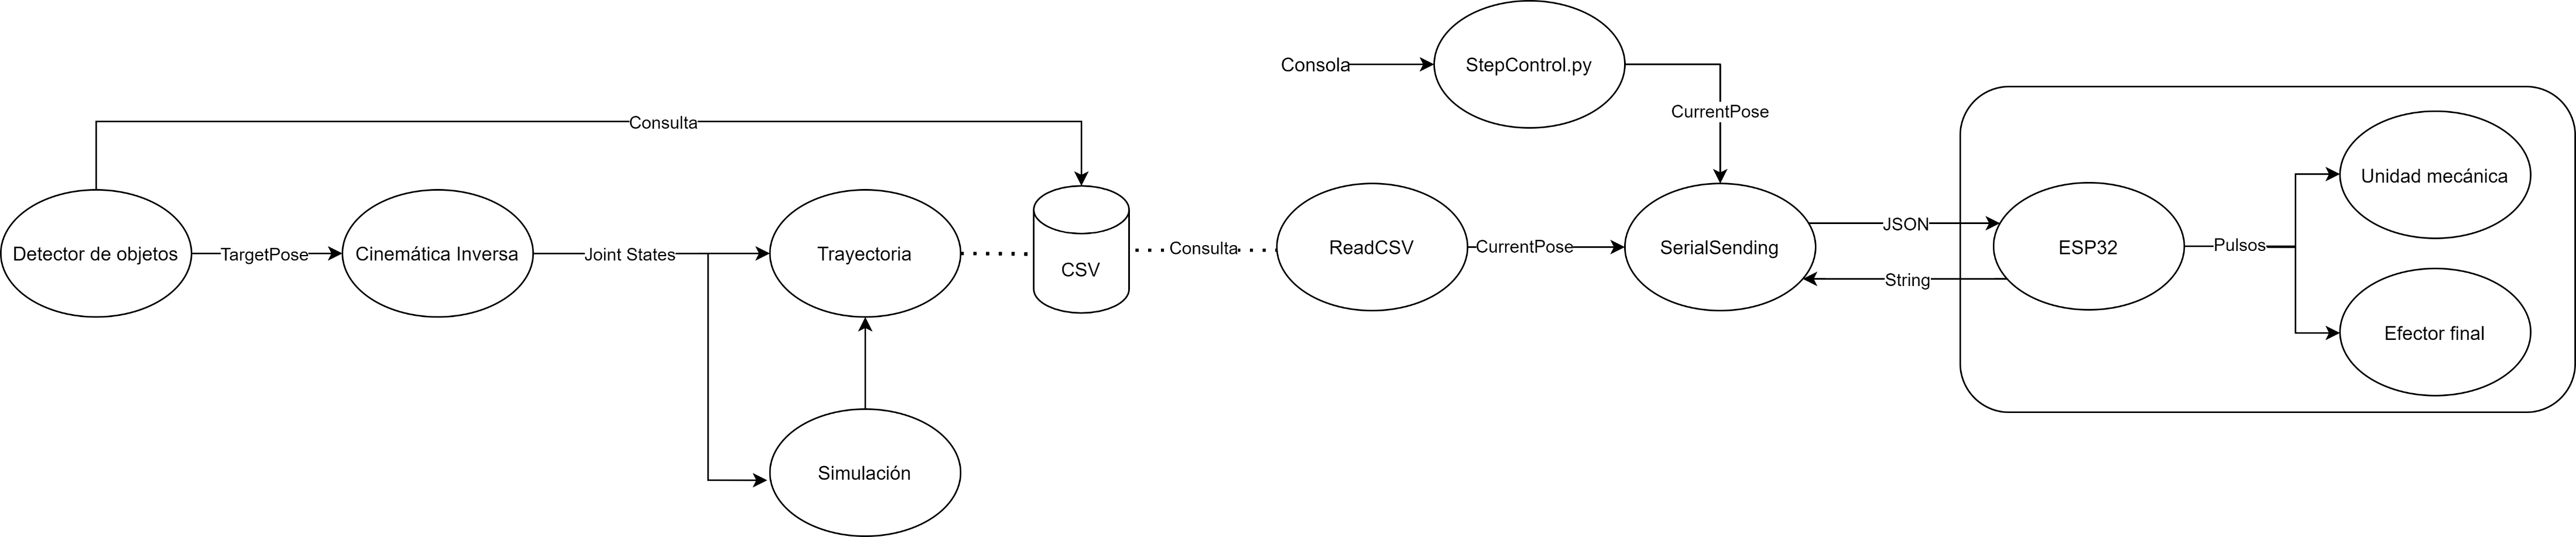 Consola
StepControl.py
CurrentPose
Consulta
Unidad mecánica
Detector de objetos
TargetPose
Cinemática Inversa
Joint States
Trayectoria
CSV
Consulta
ReadCSV
CurrentPose
SerialSending
JSON
String
ESP32
Pulsos
Efector final
Simulación